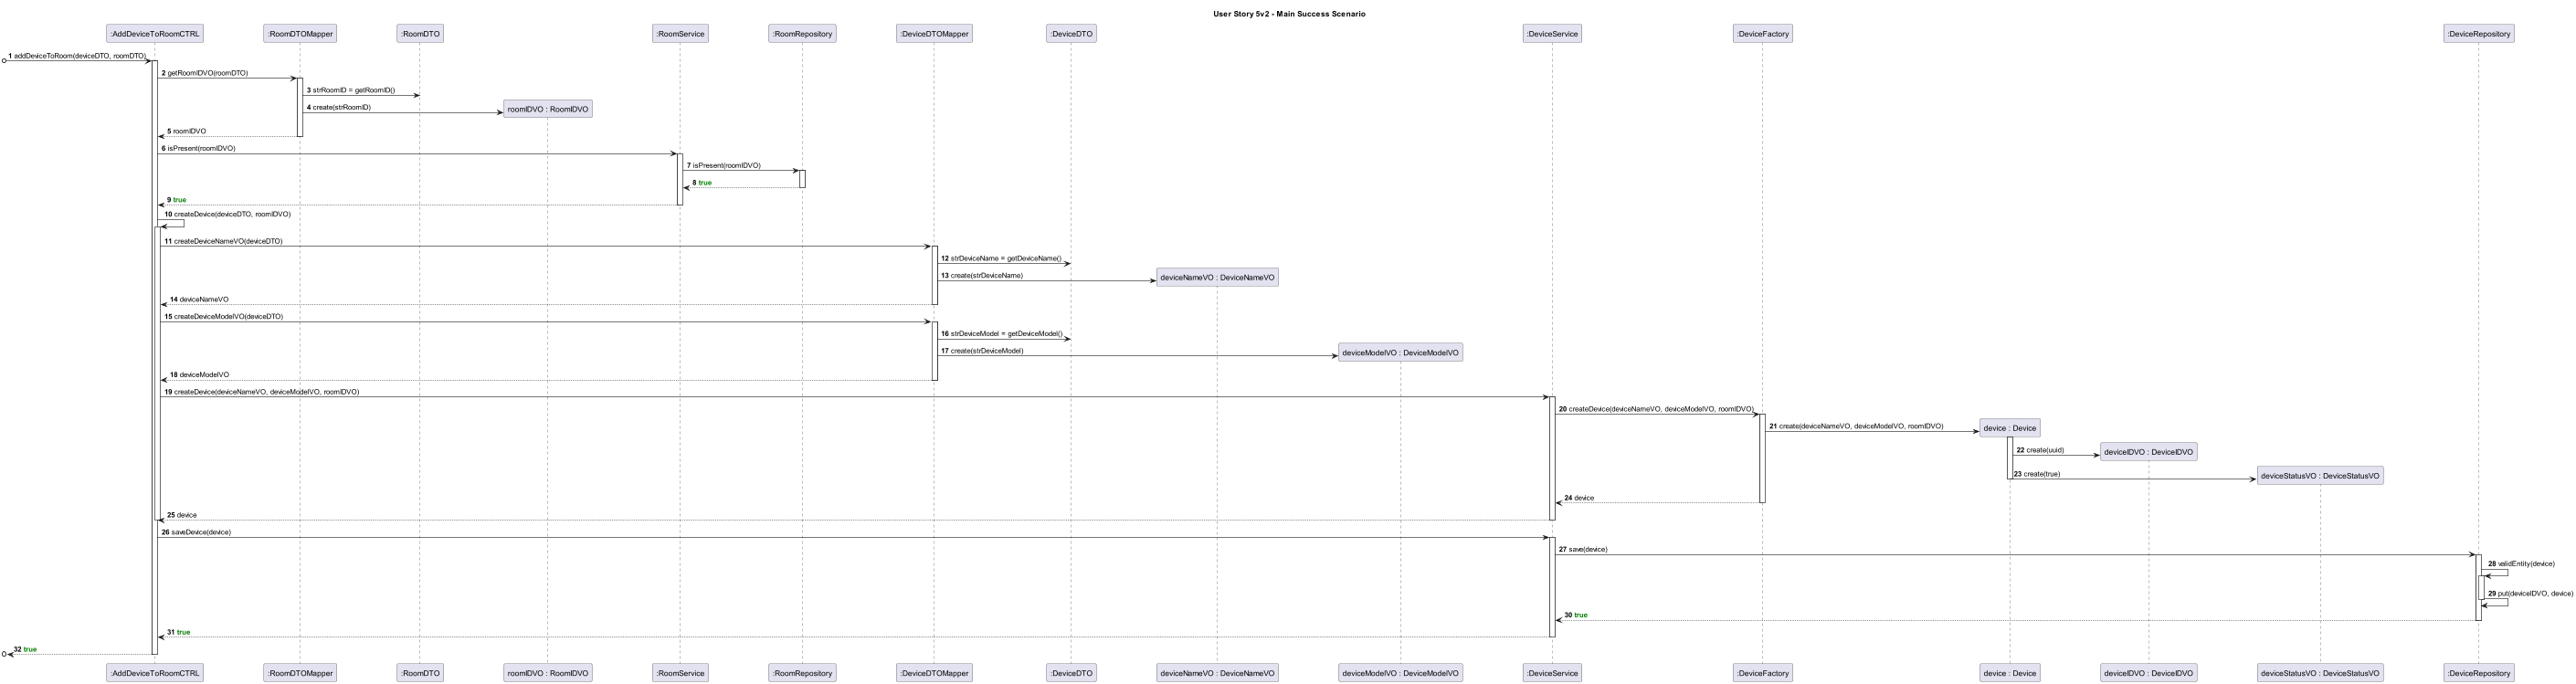 User Story 5v2 - Main Success Scenario
:AddDeviceToRoomCTRL
:RoomDTOMapper
:RoomDTO
:RoomService
:RoomRepository
:DeviceDTOMapper
:DeviceDTO
:DeviceService
:DeviceFactory
:DeviceRepository
1 addDeviceToRoom(deviceDTO, roomDTO)
2 getRoomIDVO(roomDTO)
3 strRoomID = getRoomID()
4 create(strRoomID)
roomIDVO : RoomIDVO
5 roomIDVO
6 isPresent(roomIDVO)
7 isPresent(roomIDVO)
8 true
9 true
10 createDevice(deviceDTO, roomIDVO)
11 createDeviceNameVO(deviceDTO)
12 strDeviceName = getDeviceName()
13 create(strDeviceName)
deviceNameVO : DeviceNameVO
14 deviceNameVO
15 createDeviceModelVO(deviceDTO)
16 strDeviceModel = getDeviceModel()
17 create(strDeviceModel)
deviceModelVO : DeviceModelVO
18 deviceModelVO
19 createDevice(deviceNameVO, deviceModelVO, roomIDVO)
20 createDevice(deviceNameVO, deviceModelVO, roomIDVO)
21 create(deviceNameVO, deviceModelVO, roomIDVO)
device : Device
22 create(uuid)
deviceIDVO : DeviceIDVO
23 create(true)
deviceStatusVO : DeviceStatusVO
24 device
25 device
26 saveDevice(device)
27 save(device)
28 validEntity(device)
29 put(deviceIDVO, device)
30 true
31 true
32 true
:AddDeviceToRoomCTRL
:RoomDTOMapper
:RoomDTO
roomIDVO : RoomIDVO
:RoomService
:RoomRepository
:DeviceDTOMapper
:DeviceDTO
deviceNameVO : DeviceNameVO
deviceModelVO : DeviceModelVO
:DeviceService
:DeviceFactory
device : Device
deviceIDVO : DeviceIDVO
deviceStatusVO : DeviceStatusVO
:DeviceRepository